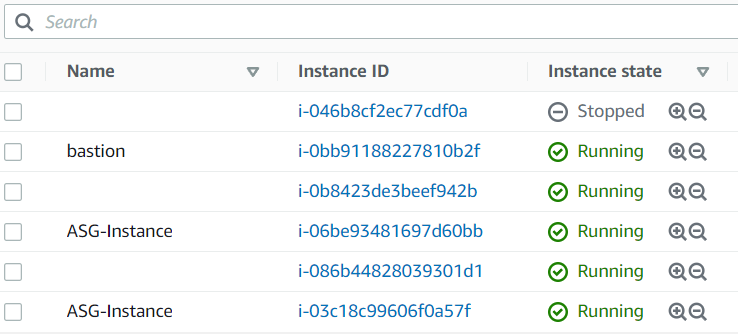 Search
Name Instance ID Instance state
i-046b8cf2ec77cdf0a Stopped
bastion i-0bb91188227810b2f Running
i-0b8423de3beef942b Running
ASG-Instance i-06be93481697d60bb Running
i-086b44828039301d1 Running
ASG-Instance i-03c18c99606f0a57f Running